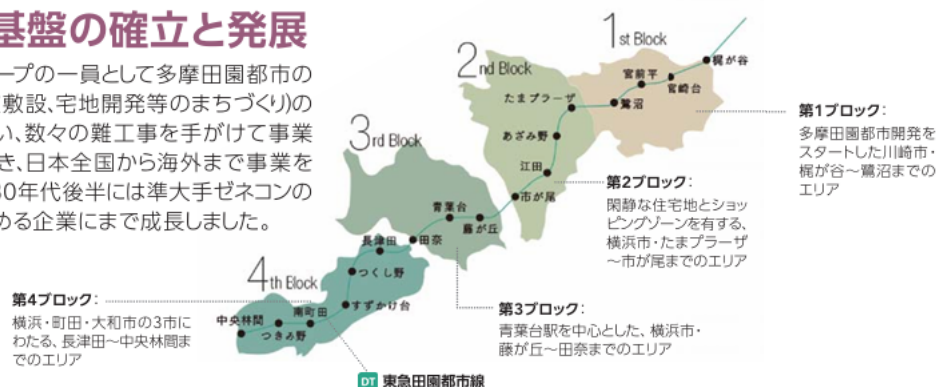 基盤の確立と発展
ープの一員として多摩田園都市の
敷設、宅地開発等のまちづくり)の
い、数々の難工事を手がけて事業
き、日本全国から海外まで事業を
80年代後半には準大手ゼネコンの
める企業にまで成長しました。
1st Block
梶が谷
宮前平
宮崎台
鷺沼
第1ブロック:
多摩田園都市開発を
スタートした川崎市・
梶が谷〜鷺沼までの
エリア
2nd Block
たまプラーザ
あざみ野
江田
市が尾
第2ブロック:
閑静な住宅地とショッ
ピングゾーンを有する、
横浜市・たまプラーザ
〜市が尾までのエリア
3rd Block
青葉台
藤が丘
田奈
第3ブロック:
青葉台駅を中心とした、横浜市・
藤が丘〜田奈までのエリア
4th Block
長津田
つくし野
すずかけ台
南町田
つきみ野
中央林間
第4ブロック:
横浜・町田・大和市の3市に
わたる、長津田〜中央林間ま
でのエリア
DT 東急田園都市線